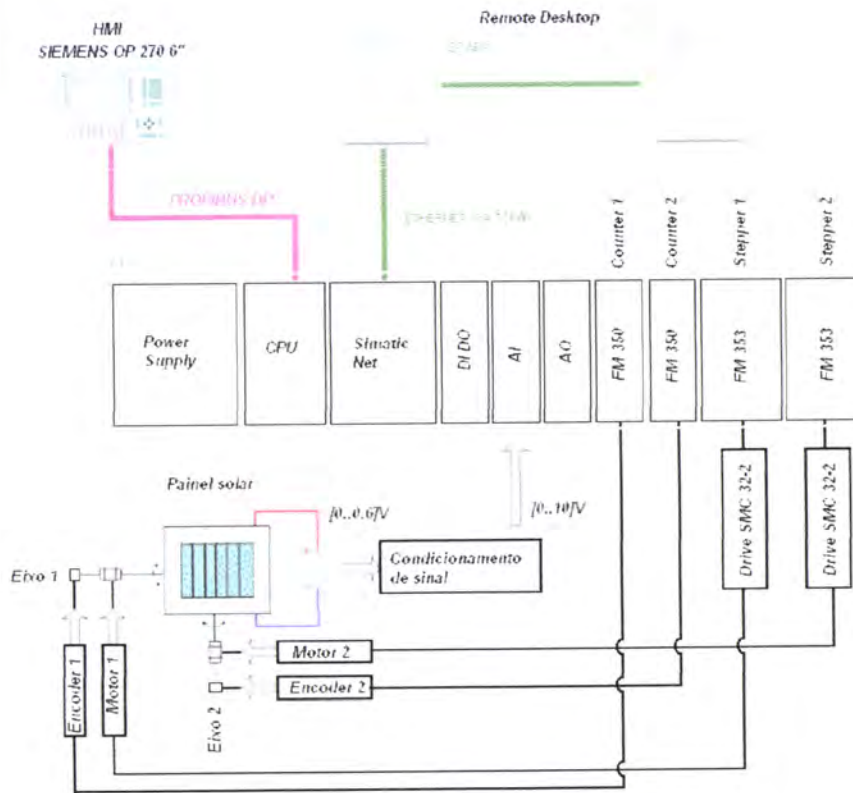 HMI
SIEMENS OP 270 6"
Remote Desktop
PROFIBUS DP
Counter 1
Counter 2
Stepper 1
Stepper 2
Power
Supply
CPU
Simatic
Net
DI DO
AI
AO
FM 350
FM 350
FM 353
FM 353
Painel solar
[0..0.6]V
[0..10]V
Condicionamento
de sinal
Drive SMC 32-2
Drive SMC 32-2
Eixo 1
Motor 2
Encoder 2
Encoder 1
Motor 1
Eixo 2